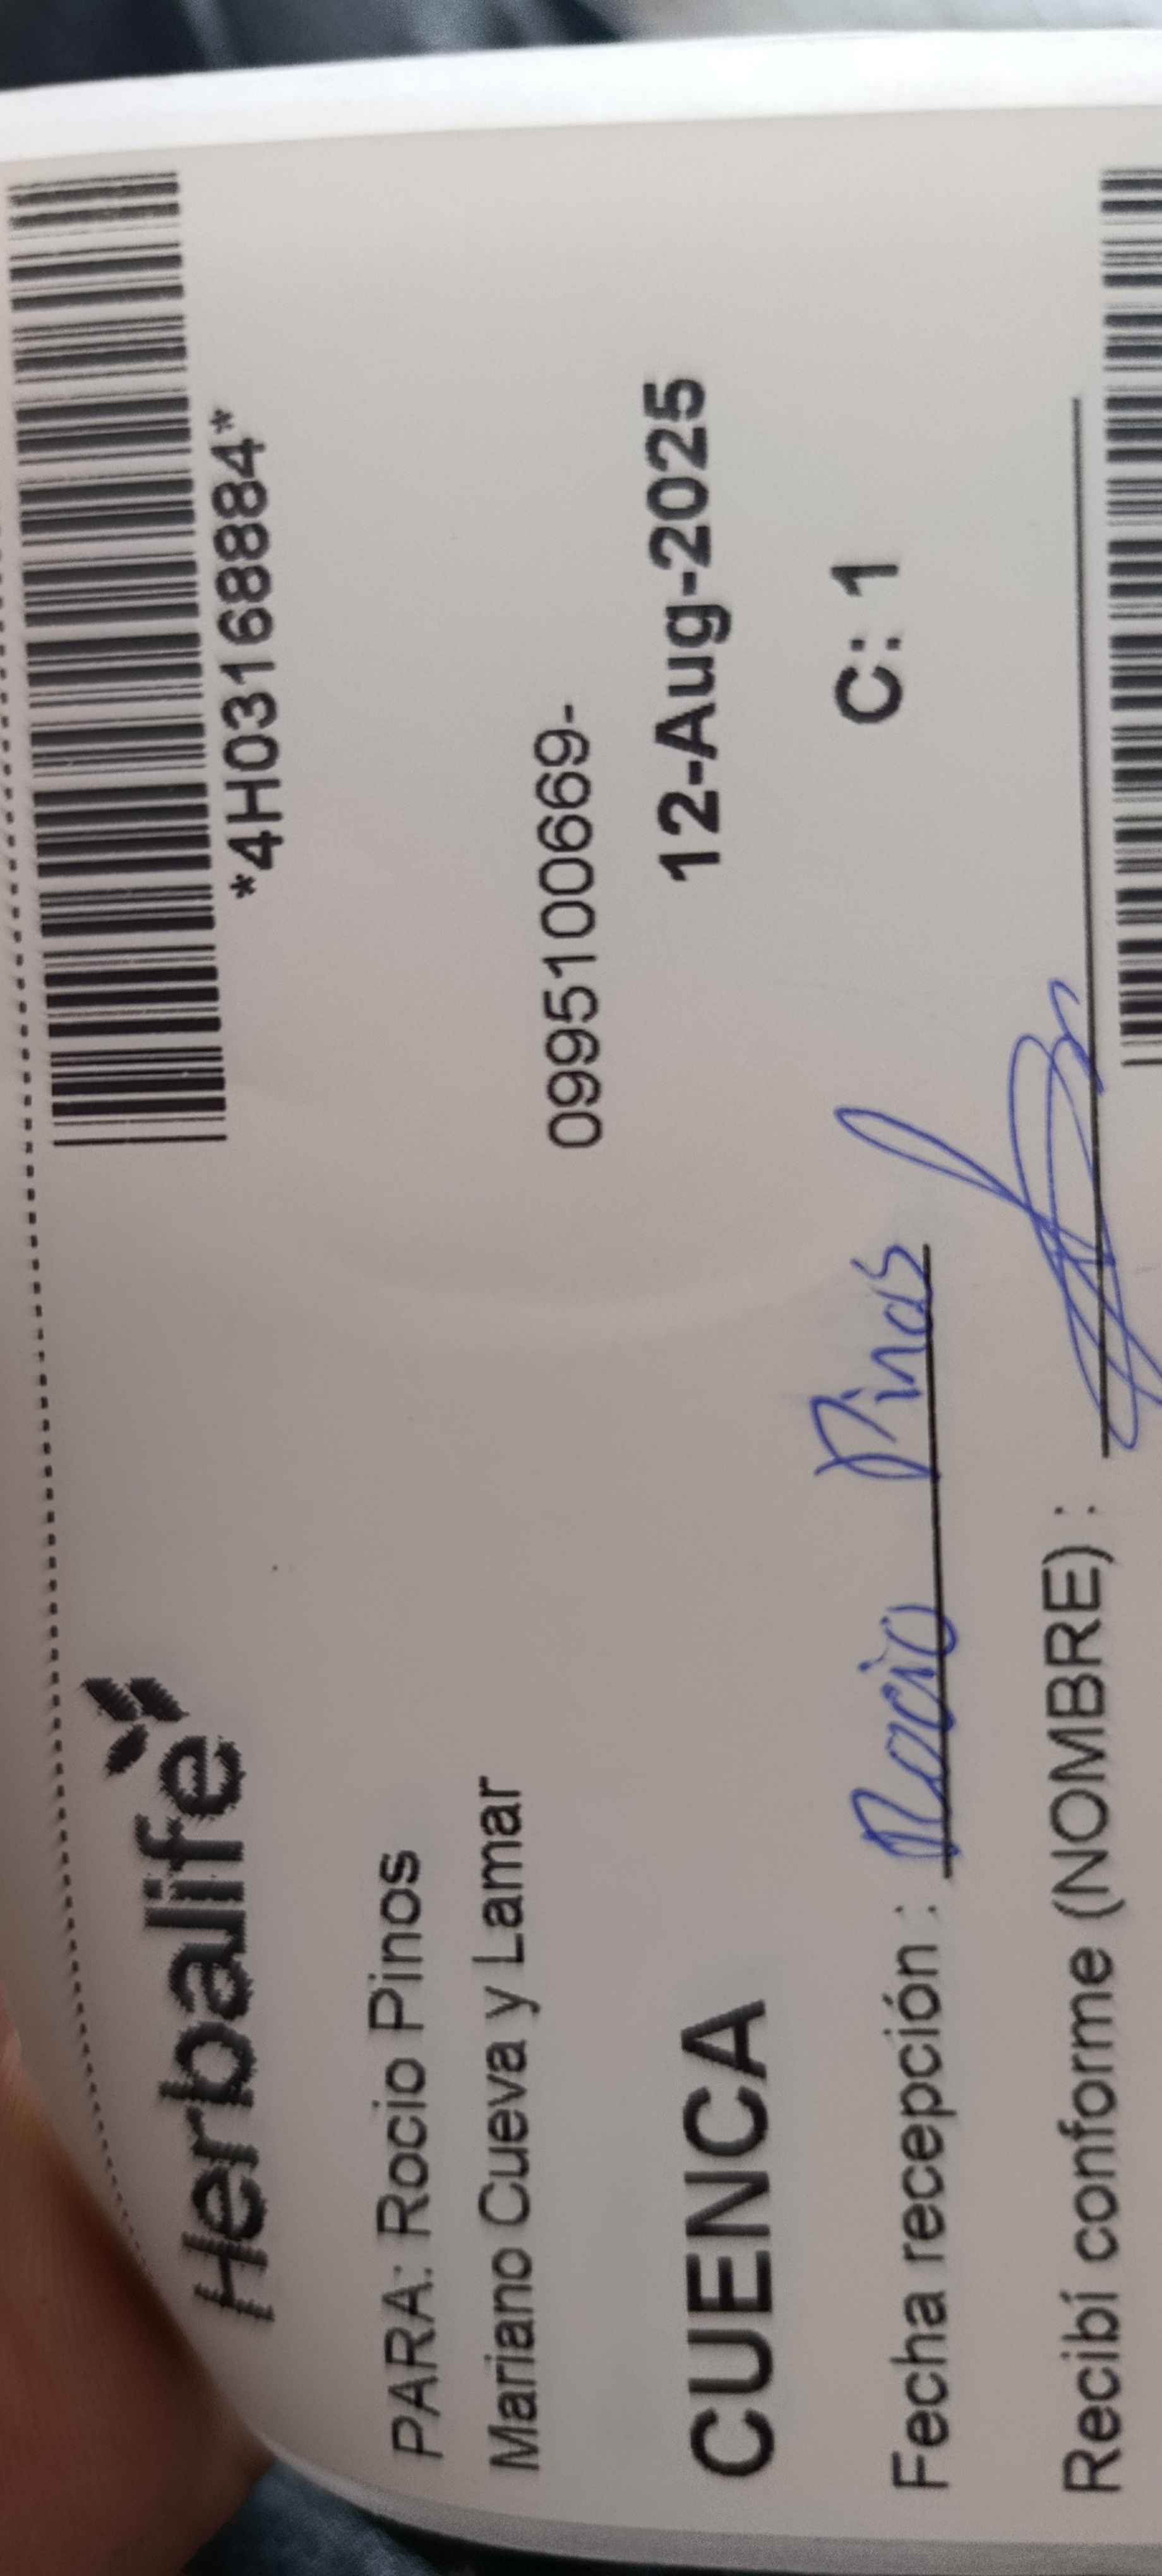 Herbalife
*4H03168884*
PARA: Rocio Pinos
Mariano Cueva y Lamar
0995100669-
CUENCA 12-Aug-2025
Fecha recepción : Rocio Pinos C: 1
Recibí conforme (NOMBRE) :